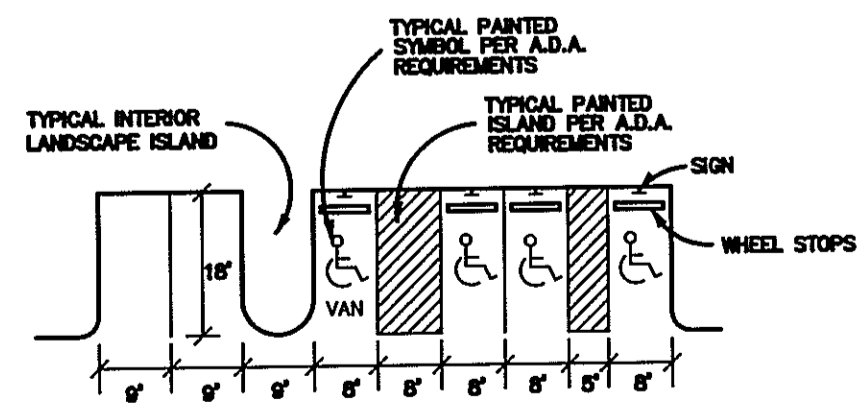 TYPICAL PAINTED
SYMBOL PER A.D.A.
REQUIREMENTS
TYPICAL INTERIOR
LANDSCAPE ISLAND
TYPICAL PAINTED
ISLAND PER A.D.A.
REQUIREMENTS
SIGN
WHEEL STOPS
18'
VAN
9' 9' 9' 8' 8' 8' 8' 5' 8'